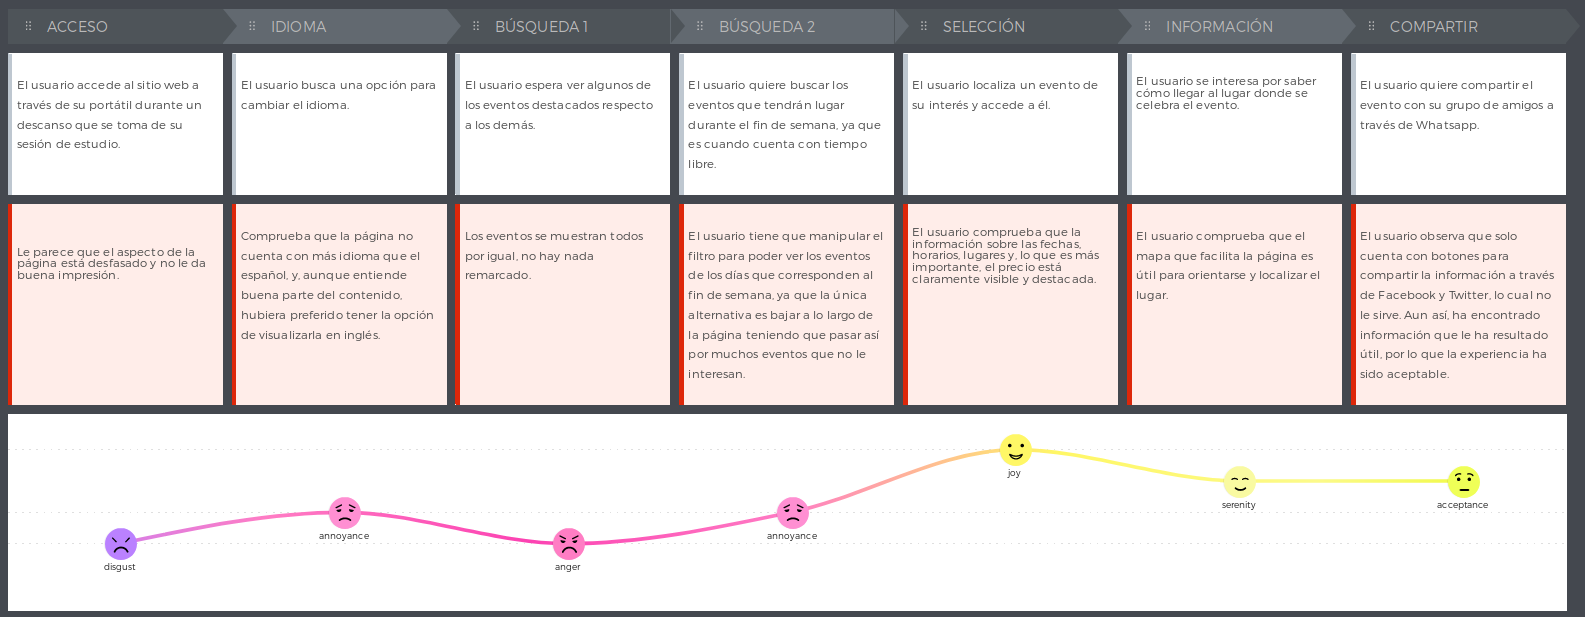 ACCESO
IDIOMA
BÚSQUEDA 1
BÚSQUEDA 2
SELECCIÓN
INFORMACIÓN
COMPARTIR
El usuario accede al sitio web a
través de su portátil durante un
descanso que se toma de su
sesión de estudio.
El usuario busca una opción para
cambiar el idioma.
El usuario espera ver algunos de
los eventos destacados respecto
a los demás.
El usuario quiere buscar los
eventos que tendrán lugar
durante el fin de semana, ya que
es cuando cuenta con tiempo
libre.
El usuario localiza un evento de
su interés y accede a él.
El usuario se interesa por saber
cómo llegar al lugar donde se
celebra el evento.
El usuario quiere compartir el
evento con su grupo de amigos a
través de Whatsapp.
Le parece que el aspecto de la
página está desfasado y no le da
buena impresión.
Comprueba que la página no
cuenta con más idioma que el
español, y, aunque entiende
buena parte del contenido,
hubiera preferido tener la opción
de visualizarla en inglés.
Los eventos se muestran todos
por igual, no hay nada
remarcado.
El usuario tiene que manipular el
filtro para poder ver los eventos
de los días que corresponden al
fin de semana, ya que la única
alternativa es bajar a lo largo de
la página teniendo que pasar así
por muchos eventos que no le
interesan.
El usuario comprueba que la
información sobre las fechas,
horarios, lugares y, lo que es más
importante, el precio está
claramente visible y destacada.
El usuario comprueba que el
mapa que facilita la página es
útil para orientarse y localizar el
lugar.
El usuario observa que solo
cuenta con botones para
compartir la información a través
de Facebook y Twitter, lo cual no
le sirve. Aun así, ha encontrado
información que le ha resultado
útil, por lo que la experiencia ha
sido aceptable.
disgust
annoyance
anger
annoyance
joy
serenity
acceptance